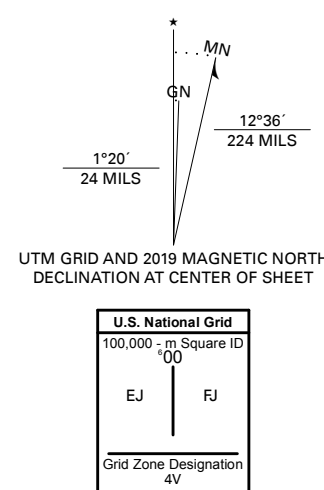 ★
MN
GN
12°36´
224 MILS
1°20´
24 MILS
UTM GRID AND 2019 MAGNETIC NORTH
DECLINATION AT CENTER OF SHEET
U.S. National Grid
100,000 - m Square ID
⁶00
EJ FJ
Grid Zone Designation
4V